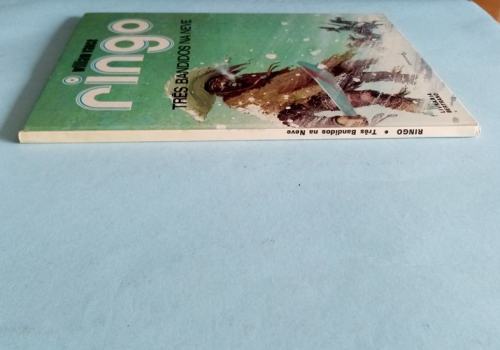 william vance
ringo
TRÊS BANDIDOS NA NEVE
RINGO • Três Bandidos na Neve